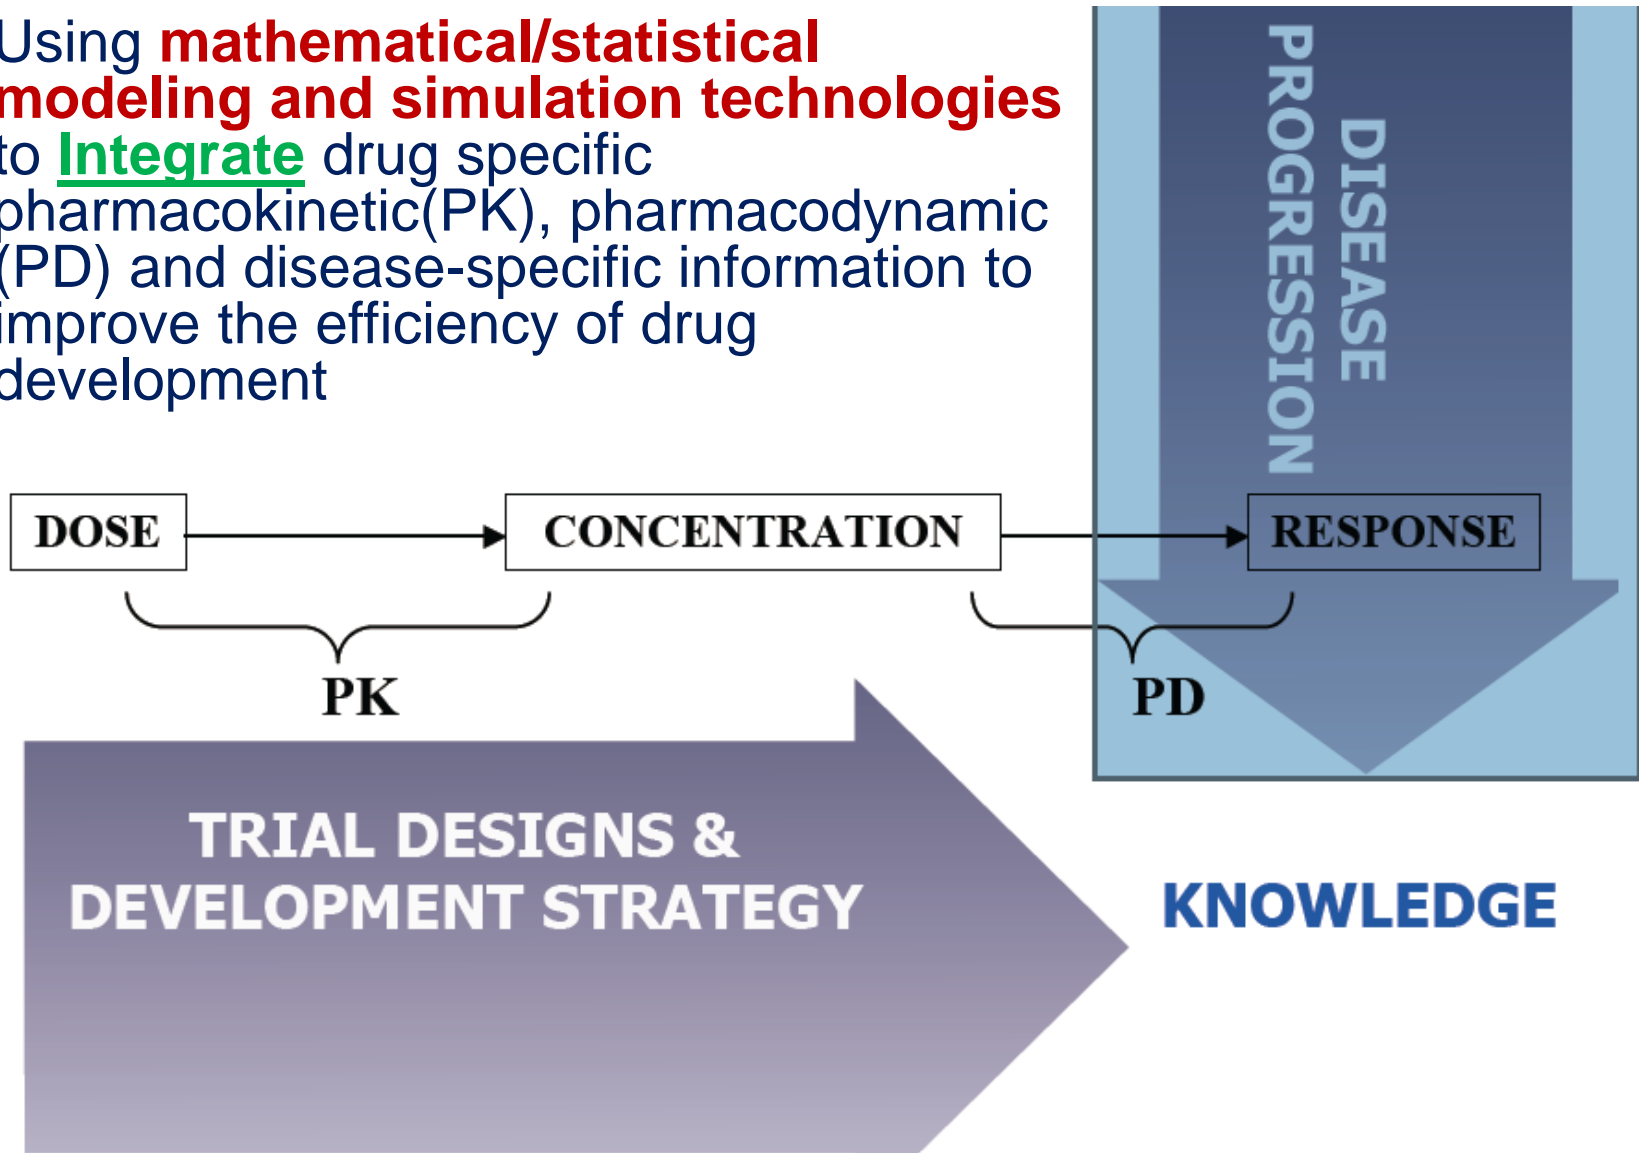 Using mathematical/statistical
modeling and simulation technologies
to Integrate drug specific
pharmacokinetic(PK), pharmacodynamic
(PD) and disease-specific information to
improve the efficiency of drug
development
DISEASE
PROGRESSION
DOSE
CONCENTRATION
RESPONSE
PK
PD
TRIAL DESIGNS &
DEVELOPMENT STRATEGY
KNOWLEDGE